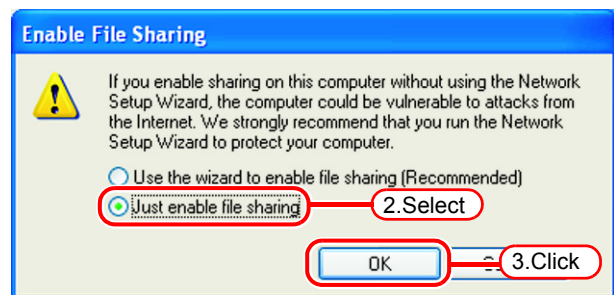 Enable File Sharing
If you enable sharing on this computer without using the Network
Setup Wizard, the computer could be vulnerable to attacks from
the Internet. We strongly recommend that you run the Network
Setup Wizard to protect your computer.
Use the wizard to enable file sharing (Recommended)
Just enable file sharing
2.Select
OK
3.Click